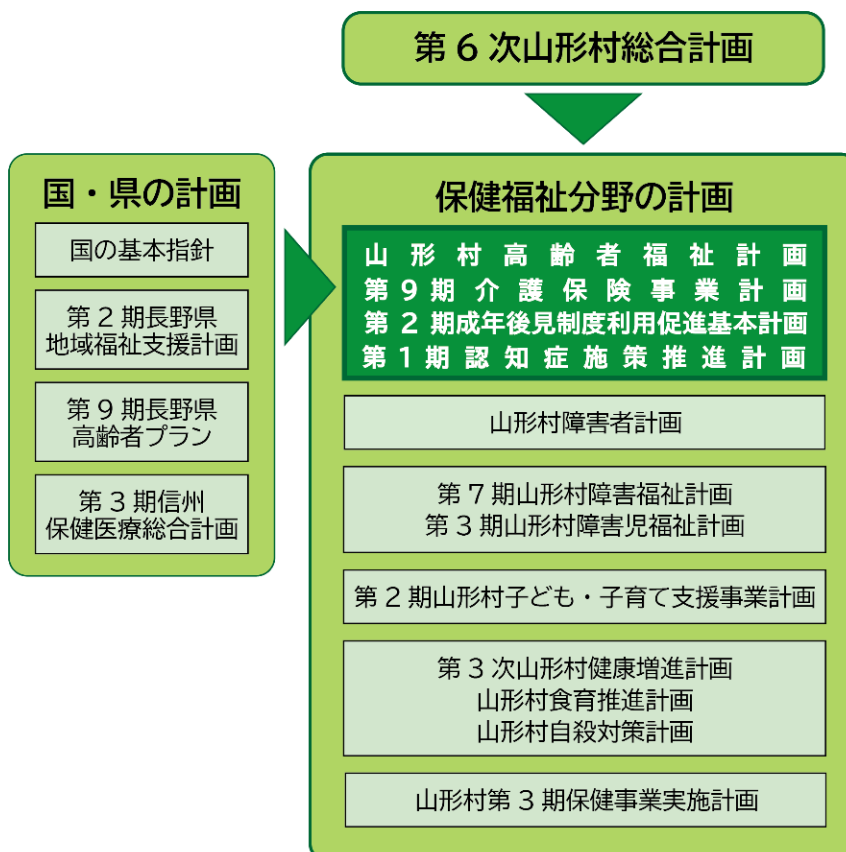 第6次山形村総合計画
国・県の計画
国の基本指針
第2期長野県
地域福祉支援計画
第9期長野県
高齢者プラン
第3期信州
保健医療総合計画
保健福祉分野の計画
山形村高齢者福祉計画
第9期介護保険事業計画
第2期成年後見制度利用促進基本計画
第1期認知症施策推進計画
山形村障害者計画
第7期山形村障害福祉計画
第3期山形村障害児福祉計画
第2期山形村子ども・子育て支援事業計画
第3次山形村健康増進計画
山形村食育推進計画
山形村自殺対策計画
山形村第3期保健事業実施計画